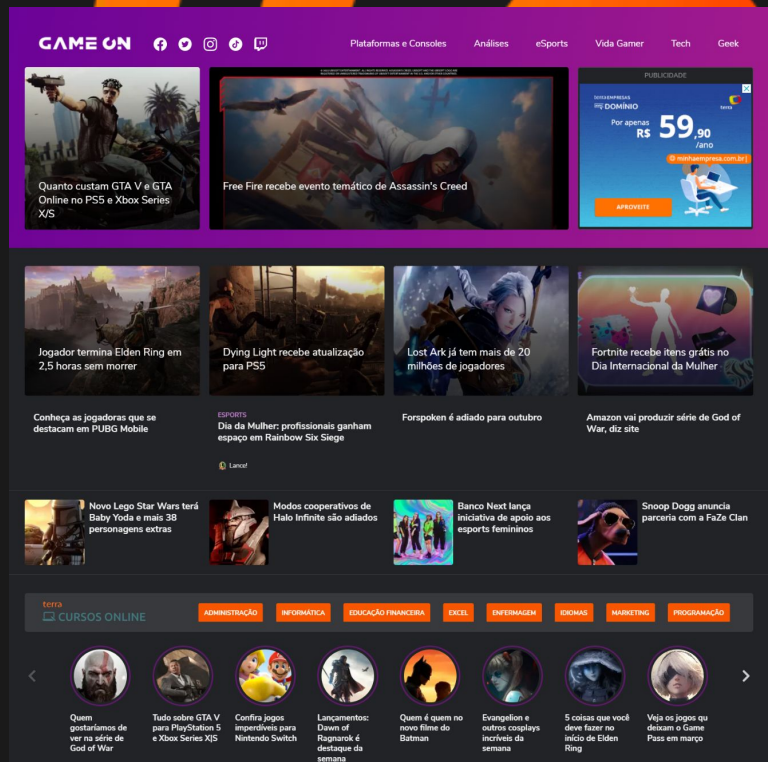 GAME ON
Plataformas e Consoles
Análises
eSports
Vida Gamer
Tech
Geek
Quanto custam GTA V e GTA
Online no PS5 e Xbox Series
X/S
Free Fire recebe evento temático de Assassin's Creed
PUBLICIDADE
DOMÍNIO
terra
Por apenas
R$ 59,90
/ano
minhaempresa.com.br|
APROVEITE
Jogador termina Elden Ring em
2,5 horas sem morrer
Dying Light recebe atualização
para PS5
Lost Ark já tem mais de 20
milhões de jogadores
Fortnite recebe itens grátis no
Dia Internacional da Mulher
Conheça as jogadoras que se
destacam em PUBG Mobile
ESPORTS
Dia da Mulher: profissionais ganham
espaço em Rainbow Six Siege
Lance!
Forspoken é adiado para outubro
Amazon vai produzir série de God of
War, diz site
Novo Lego Star Wars terá
Baby Yoda e mais 38
personagens extras
Modos cooperativos de
Halo Infinite são adiados
Banco Next lança
iniciativa de apoio aos
esports femininos
Snoop Dogg anuncia
parceria com a FaZe Clan
terra
CURSOS ONLINE
ADMINISTRAÇÃO
INFORMÁTICA
EDUCAÇÃO FINANCEIRA
EXCEL
ENFERMAGEM
IDIOMAS
MARKETING
PROGRAMAÇÃO
Quem
gostaríamos de
ver na série de
God of War
Tudo sobre GTA V
para PlayStation 5
e Xbox Series X|S
Confira jogos
imperdíveis para
Nintendo Switch
Lançamentos:
Dawn of
Ragnarok é
destaque da
semana
Quem é quem no
novo filme do
Batman
Evangelion e
outros cosplays
incríveis da
semana
5 coisas que você
deve fazer no
início de Elden
Ring
Veja os jogos qu
deixam o Game
Pass em março